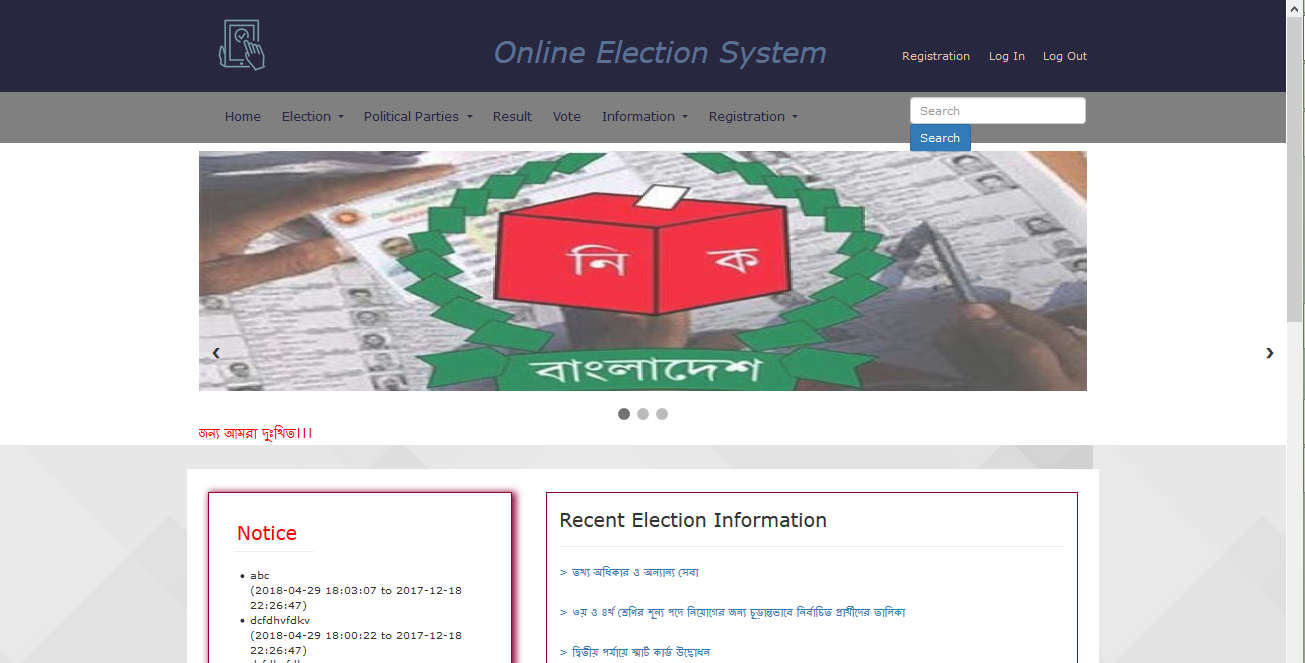 Online Election System
Registration Log In Log Out
Home Election Political Parties Result Vote Information Registration
Search
Search
নি ক
বাংলাদেশ
জন্য আমরা দুঃখিত!!!
Notice
abc
(2018-04-29 18:03:07 to 2017-12-18
22:26:47)
dcfdhvfdkv
(2018-04-29 18:00:22 to 2017-12-18
22:26:47)
Recent Election Information
> তথ্য অধিকার ও অন্যান্য সেবা
> ৩য় ও ৪র্থ শ্রেণির শূন্য পদে নিয়োগের জন্য চূড়ান্তভাবে নির্বাচিত প্রার্থীদের তালিকা
> দ্বিতীয় পর্যায়ে স্মার্ট কার্ড উদ্বোধন